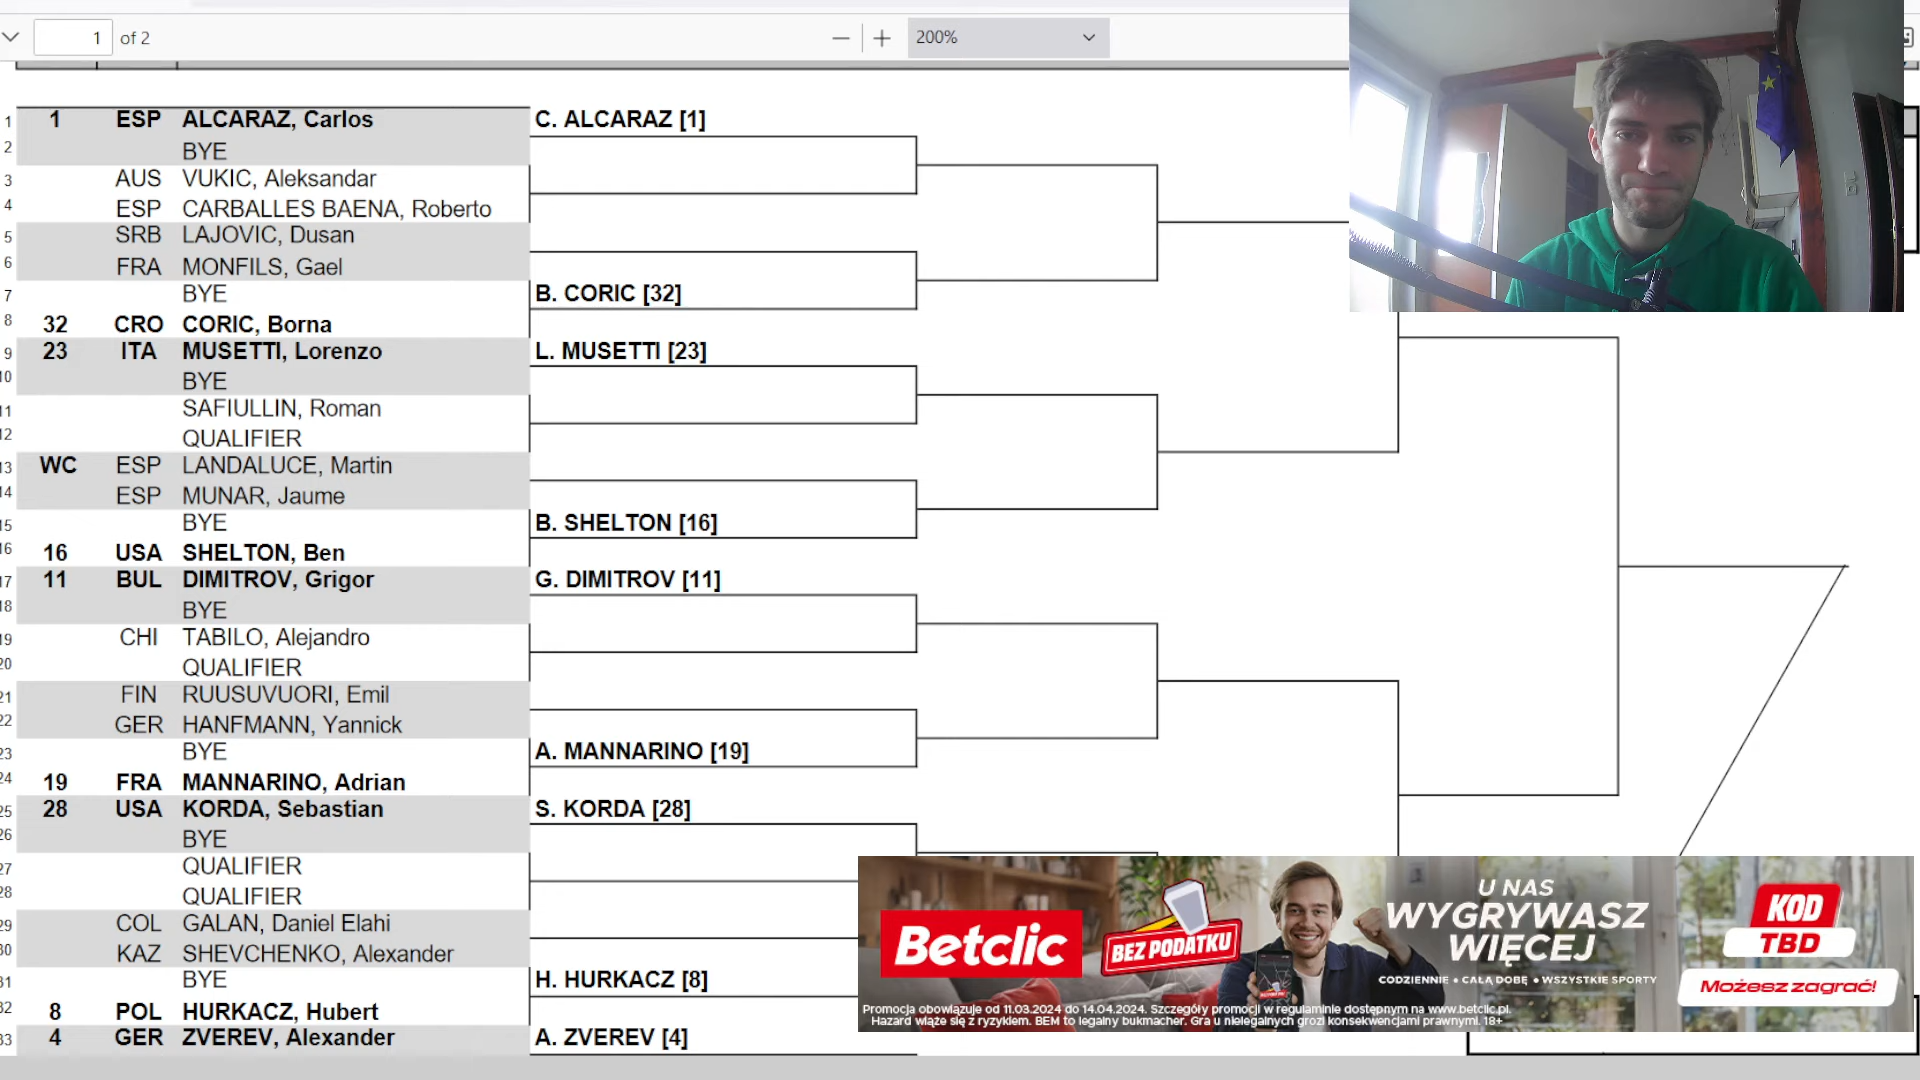 1 of 2 200%
1 1 ESP ALCARAZ, Carlos C. ALCARAZ [1]
2 BYE
3 AUS VUKIC, Aleksandar
4 ESP CARBALLES BAENA, Roberto
5 SRB LAJOVIC, Dusan
6 FRA MONFILS, Gael
7 BYE B. CORIC [32]
8 32 CRO CORIC, Borna
9 23 ITA MUSETTI, Lorenzo L. MUSETTI [23]
10 BYE
11 SAFIULLIN, Roman
12 QUALIFIER
13 WC ESP LANDALUCE, Martin
14 ESP MUNAR, Jaume
15 BYE B. SHELTON [16]
16 16 USA SHELTON, Ben
17 11 BUL DIMITROV, Grigor G. DIMITROV [11]
18 BYE
19 CHI TABILO, Alejandro
20 QUALIFIER
21 FIN RUUSUVUORI, Emil
22 GER HANFMANN, Yannick
23 BYE A. MANNARINO [19]
24 19 FRA MANNARINO, Adrian
25 28 USA KORDA, Sebastian S. KORDA [28]
26 BYE
27 QUALIFIER
28 QUALIFIER
29 COL GALAN, Daniel Elahi
30 KAZ SHEVCHENKO, Alexander
31 BYE H. HURKACZ [8]
32 8 POL HURKACZ, Hubert
33 4 GER ZVEREV, Alexander A. ZVEREV [4]
Betclic
BEZ PODATKU
U NAS
WYGRYWASZ
WIĘCEJ
CODZIENNIE • CAŁĄ DOBĘ • WSZYSTKIE SPORTY
KOD
TBD
Możesz zagrać!
Promocja obowiązuje od 11.03.2024 do 14.04.2024. Szczegóły promocji w regulaminie dostępnym na www.betclic.pl.
Hazard wiąże się z ryzykiem. BEM to legalny bukmacher. Gra u nielegalnych grozi konsekwencjami prawnymi. 18+